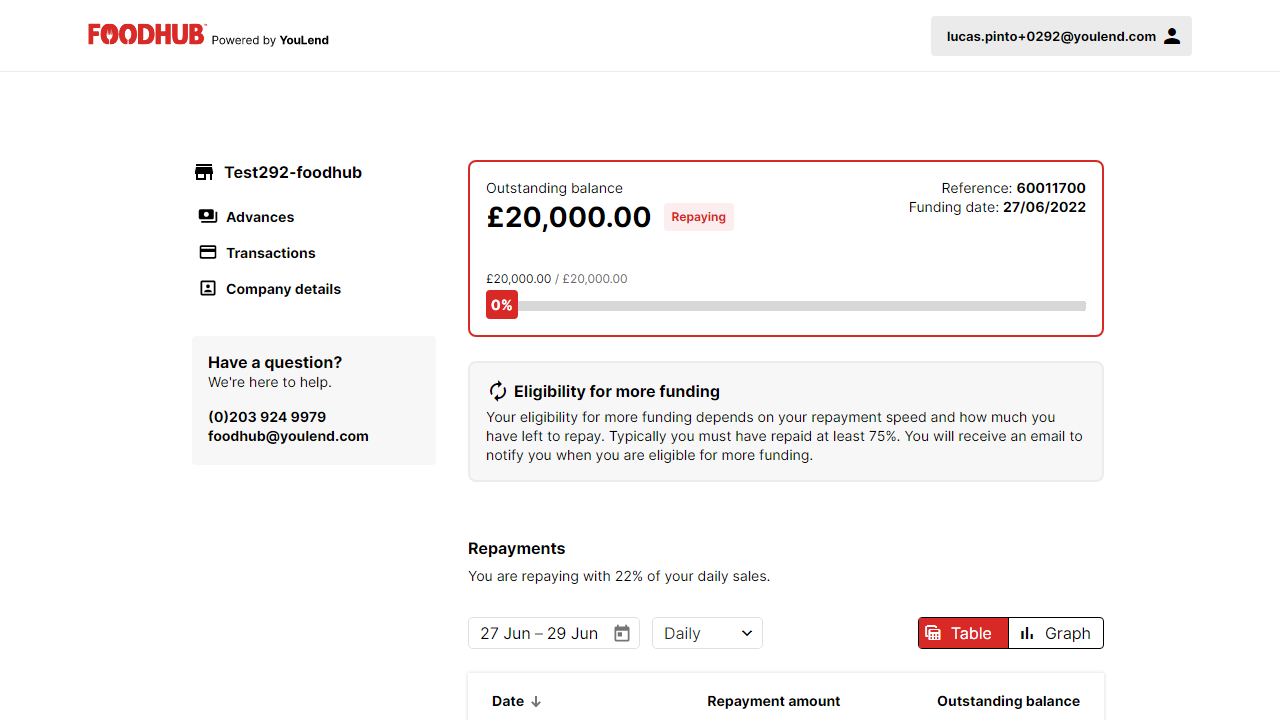 FOODHUB™ Powered by YouLend
lucas.pinto+0292@youlend.com
Test292-foodhub
Advances
Transactions
Company details
Have a question?
We're here to help.
(0)203 924 9979
foodhub@youlend.com
Outstanding balance
£20,000.00 Repaying
Reference: 60011700
Funding date: 27/06/2022
£20,000.00 / £20,000.00
0%
Eligibility for more funding
Your eligibility for more funding depends on your repayment speed and how much you
have left to repay. Typically you must have repaid at least 75%. You will receive an email to
notify you when you are eligible for more funding.
Repayments
You are repaying with 22% of your daily sales.
27 Jun – 29 Jun Daily Table Graph
Date Repayment amount Outstanding balance